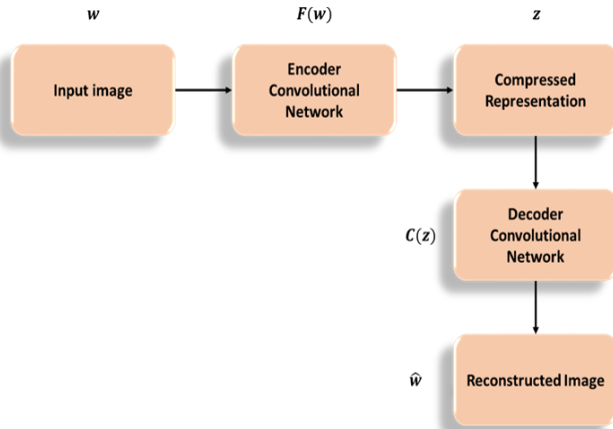 w
F(w)
z
Input image
Encoder
Convolutional
Network
Compressed
Representation
C(z)
Decoder
Convolutional
Network
ŵ
Reconstructed Image